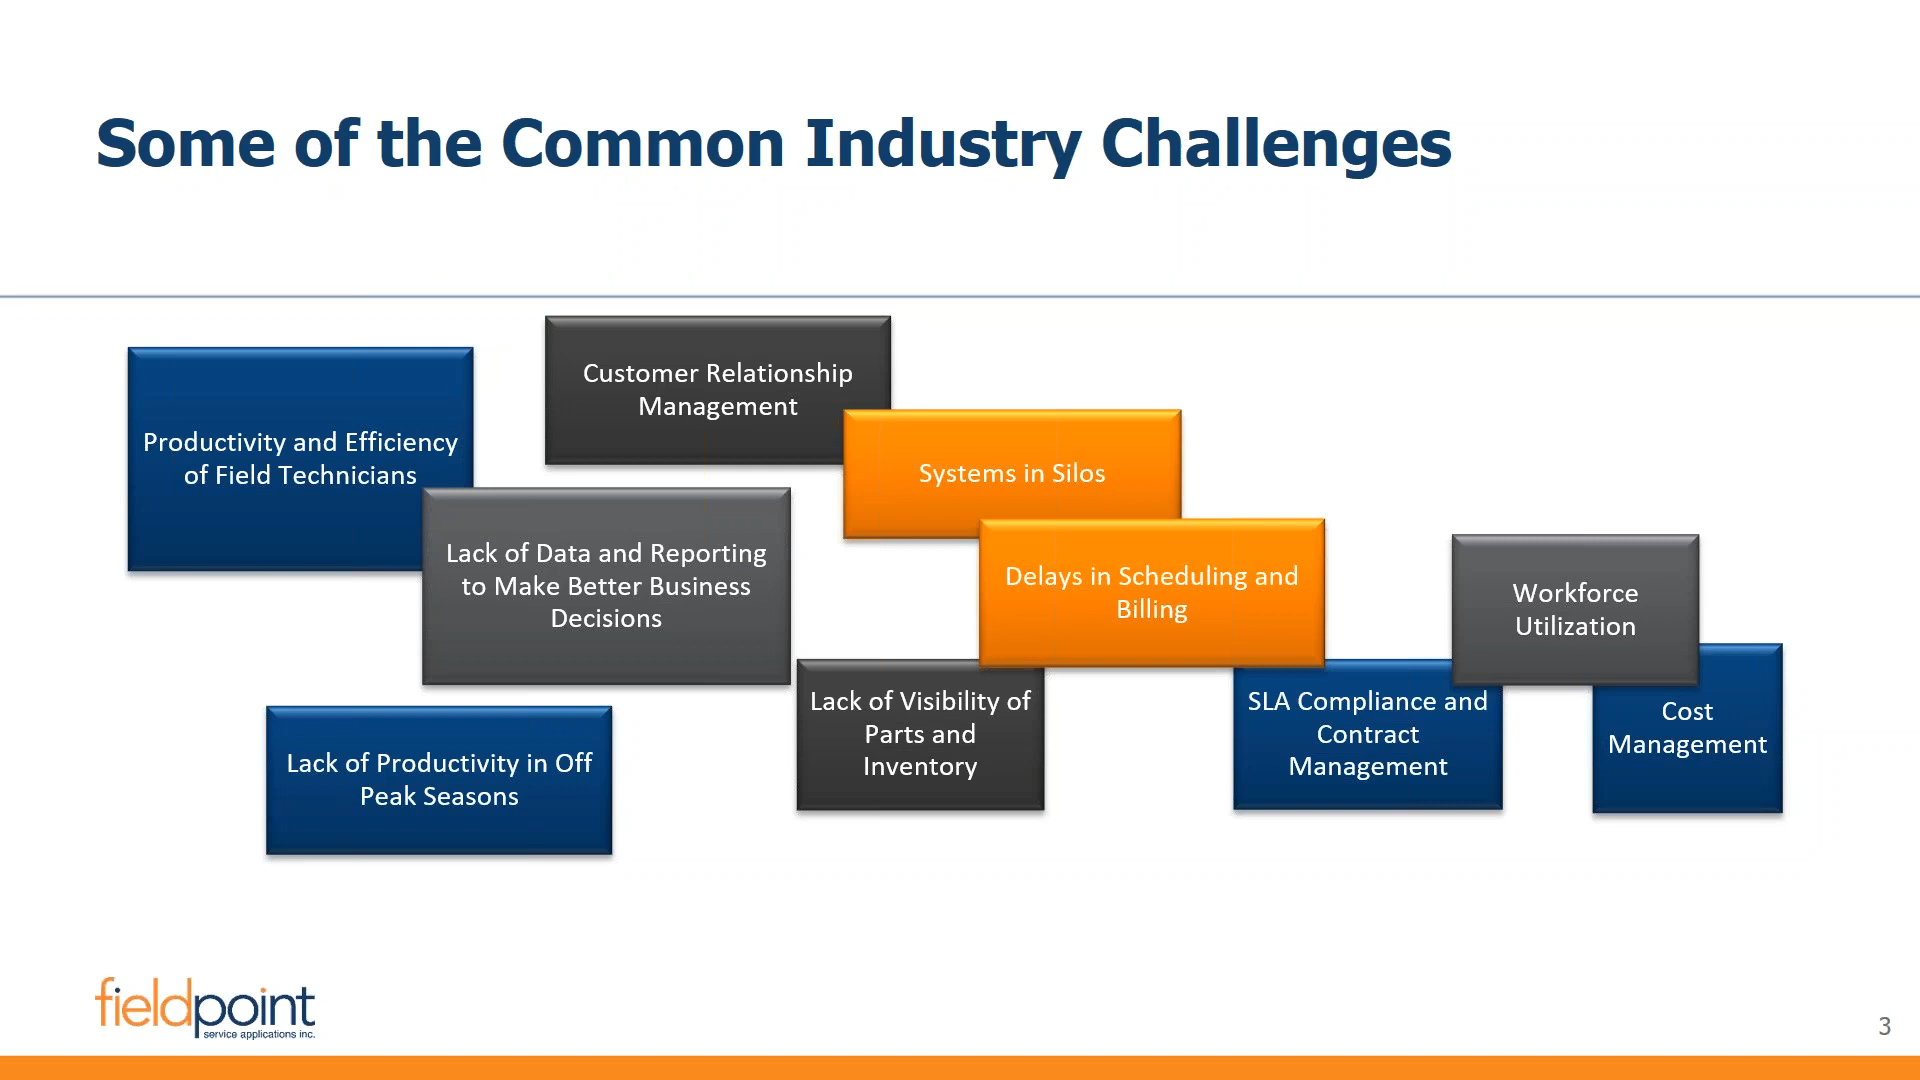 Some of the Common Industry Challenges
Productivity and Efficiency
of Field Technicians
Customer Relationship
Management
Systems in Silos
Lack of Data and Reporting
to Make Better Business
Decisions
Delays in Scheduling and
Billing
Workforce
Utilization
Lack of Productivity in Off
Peak Seasons
Lack of Visibility of
Parts and
Inventory
SLA Compliance and
Contract
Management
Cost
Management
fieldpoint
service applications inc.
3